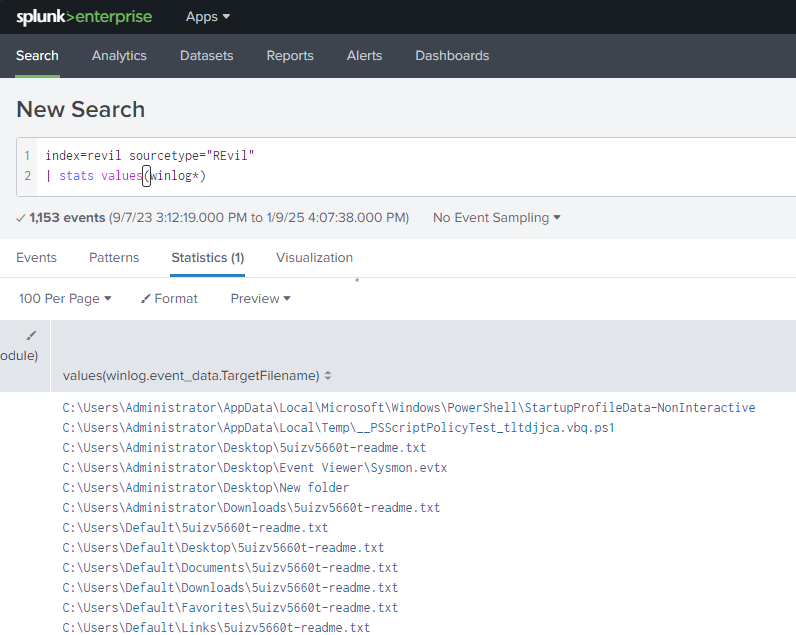 splunk>enterprise Apps
Search Analytics Datasets Reports Alerts Dashboards
New Search
1 index=revil sourcetype="REvil"
2 | stats values(winlog*)
1,153 events (9/7/23 3:12:19.000 PM to 1/9/25 4:07:38.000 PM) No Event Sampling
Events Patterns Statistics (1) Visualization
100 Per Page Format Preview
odule)
values(winlog.event_data.TargetFilename)
C:\Users\Administrator\AppData\Local\Microsoft\Windows\PowerShell\StartupProfileData-NonInteractive
C:\Users\Administrator\AppData\Local\Temp\__PSScriptPolicyTest_tltdjjca.vbq.ps1
C:\Users\Administrator\Desktop\5uizv5660t-readme.txt
C:\Users\Administrator\Desktop\Event Viewer\Sysmon.evtx
C:\Users\Administrator\Desktop\New folder
C:\Users\Administrator\Downloads\5uizv5660t-readme.txt
C:\Users\Default\5uizv5660t-readme.txt
C:\Users\Default\Desktop\5uizv5660t-readme.txt
C:\Users\Default\Documents\5uizv5660t-readme.txt
C:\Users\Default\Downloads\5uizv5660t-readme.txt
C:\Users\Default\Favorites\5uizv5660t-readme.txt
C:\Users\Default\Links\5uizv5660t-readme.txt